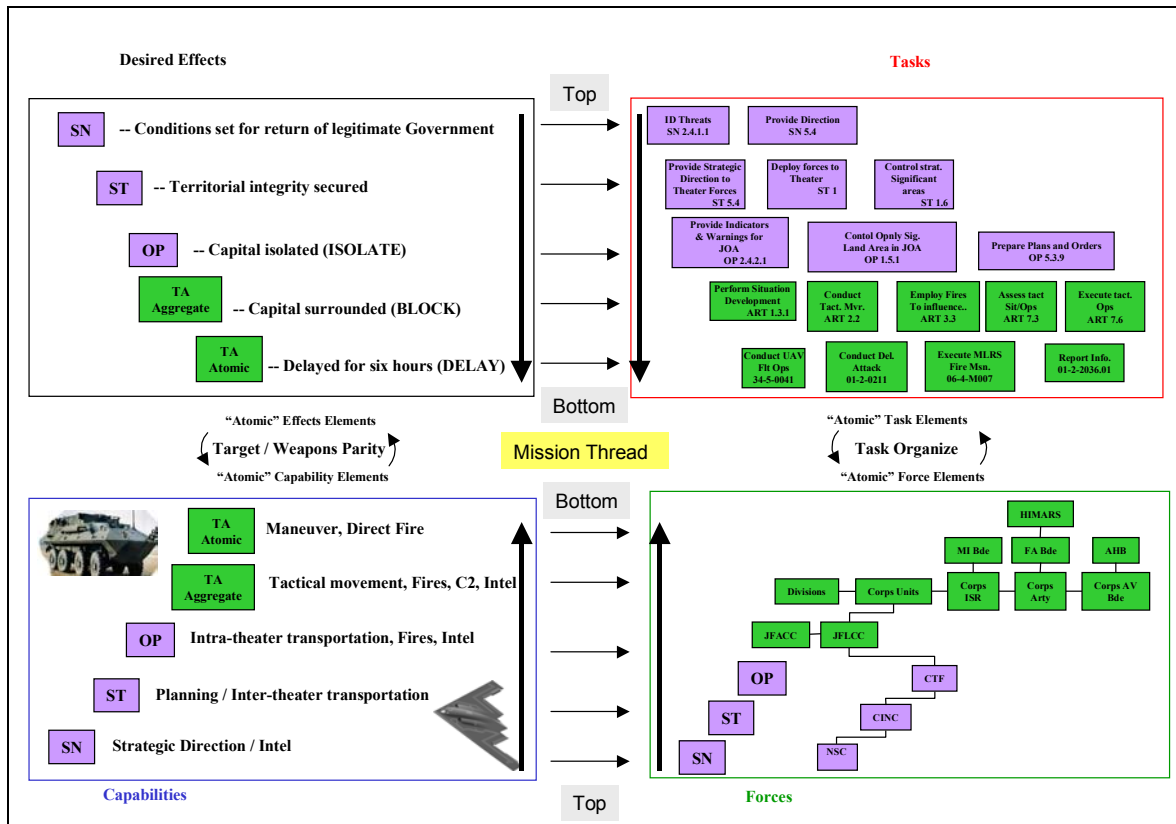 Desired Effects
Tasks
Top
SN
-- Conditions set for return of legitimate Government
ST
-- Territorial integrity secured
OP
-- Capital isolated (ISOLATE)
TA
Aggregate
-- Capital surrounded (BLOCK)
TA
Atomic
-- Delayed for six hours (DELAY)
ID Threats
SN 2.4.1.1
Provide Direction
SN 5.4
Provide Strategic
Direction to
Theater Forces
ST 5.4
Deploy forces to
Theater
ST 1
Control strat.
Significant
areas
ST 1.6
Provide Indicators
& Warnings for
JOA
OP 2.4.2.1
Contol Opnly Sig.
Land Area in JOA
OP 1.5.1
Prepare Plans and Orders
OP 5.3.9
Perform Situation
Development
ART 1.3.1
Conduct
Tact. Mvr.
ART 2.2
Employ Fires
To influence..
ART 3.3
Assess tact
Sit/Ops
ART 7.3
Execute tact.
Ops
ART 7.6
Conduct UAV
Flt Ops
34-5-0041
Conduct Del.
Attack
01-2-0211
Execute MLRS
Fire Msn.
06-4-M007
Report Info.
01-2-2036.01
Bottom
“Atomic” Effects Elements
Target / Weapons Parity
“Atomic” Capability Elements
Mission Thread
“Atomic” Task Elements
Task Organize
“Atomic” Force Elements
Bottom
TA
Atomic
Maneuver, Direct Fire
TA
Aggregate
Tactical movement, Fires, C2, Intel
OP
Intra-theater transportation, Fires, Intel
ST
Planning / Inter-theater transportation
SN
Strategic Direction / Intel
HIMARS
MI Bde
FA Bde
AHB
Divisions
Corps Units
Corps
ISR
Corps
Arty
Corps AV
Bde
JFACC
JFLCC
OP
CTF
ST
CINC
SN
NSC
Capabilities
Top
Forces